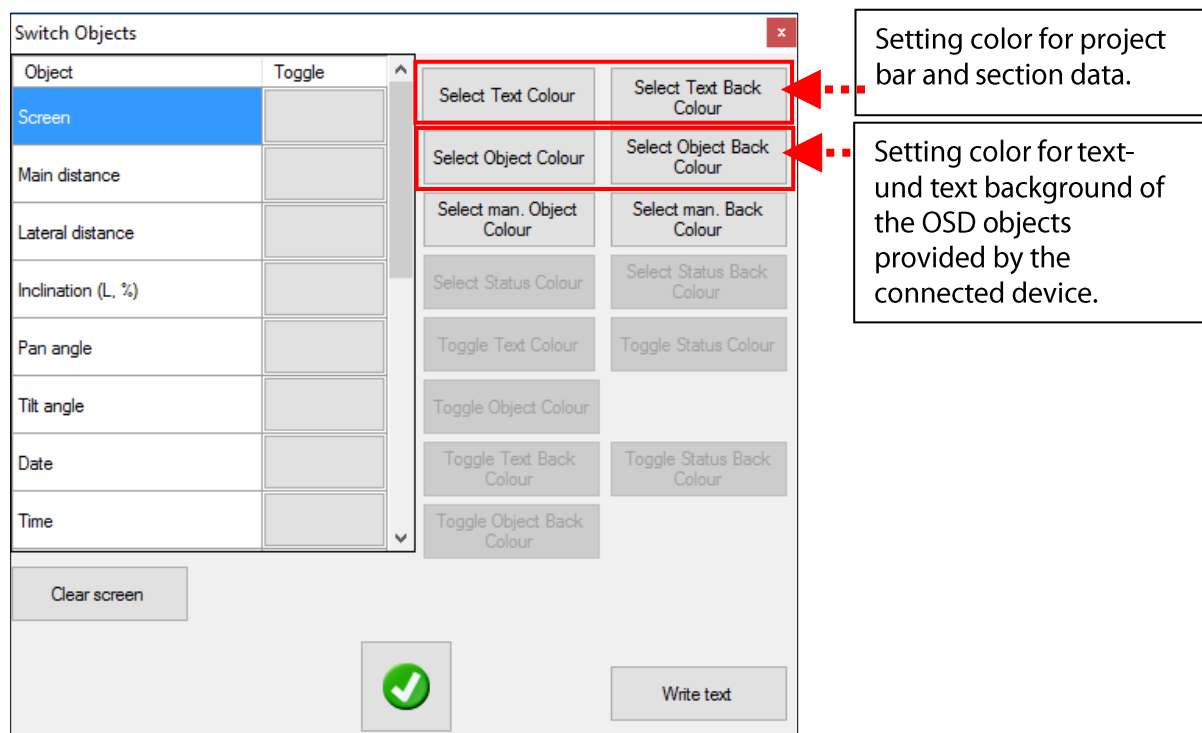 Switch Objects
x
Object
Toggle
Screen
Main distance
Lateral distance
Inclination (L, %)
Pan angle
Tilt angle
Date
Time
Select Text Colour
Select Text Back
Colour
Select Object Colour
Select Object Back
Colour
Select man. Object
Colour
Select man. Back
Colour
Select Status Colour
Select Status Back
Colour
Toggle Text Colour
Toggle Status Colour
Toggle Object Colour
Toggle Text Back
Colour
Toggle Status Back
Colour
Toggle Object Back
Colour
Clear screen
Write text
Setting color for project
bar and section data.
Setting color for text-
und text background of
the OSD objects
provided by the
connected device.